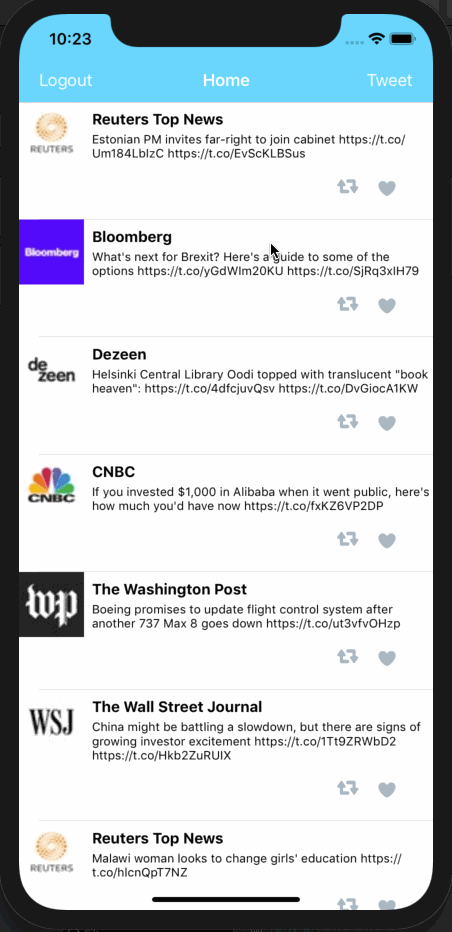 10:23
Logout Home Tweet
Reuters Top News
Estonian PM invites far-right to join cabinet https://t.co/
Um184LbIzC https://t.co/EvScKLBSus
REUTERS
Bloomberg
Bloomberg
What's next for Brexit? Here's a guide to some of the
options https://t.co/yGdWlm20KU https://t.co/SjRq3xIH79
Dezeen
de
zeen
Helsinki Central Library Oodi topped with translucent "book
heaven": https://t.co/4dfcjuvQsv https://t.co/DvGiocA1KW
CNBC
CNBC
If you invested $1,000 in Alibaba when it went public, here's
how much you'd have now https://t.co/fxKZ6VP2DP
The Washington Post
wp
Boeing promises to update flight control system after
another 737 Max 8 goes down https://t.co/ut3vfvOHzp
The Wall Street Journal
WSJ
China might be battling a slowdown, but there are signs of
growing investor excitement https://t.co/1Tt9ZRWbD2
https://t.co/Hkb2ZuRUIX
Reuters Top News
Malawi woman looks to change girls' education https://
t.co/hIcnQpT7NZ
REUTERS